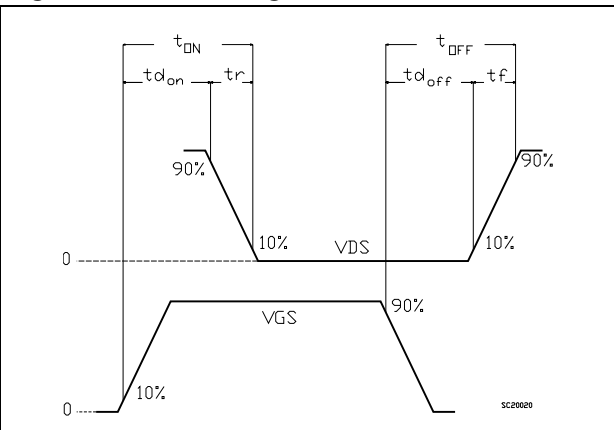 tON tOFF
tdon tr tdoff tf
90% 90%
10% VDS 10%
0
90%
VGS
10%
0
SC20020